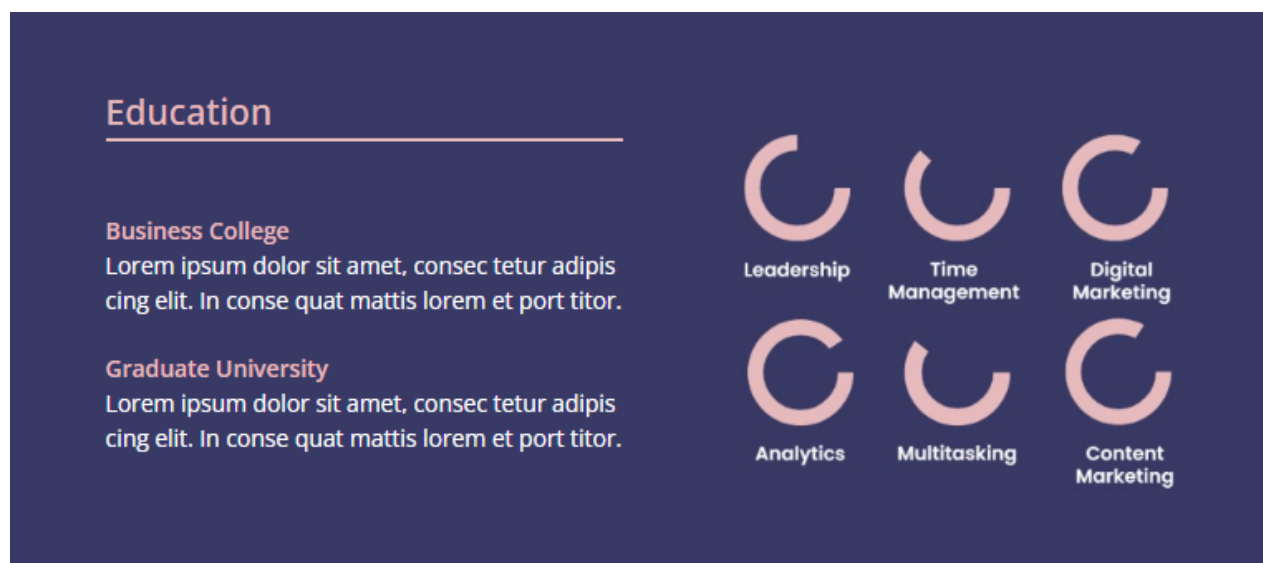 Education
Business College
Lorem ipsum dolor sit amet, consec tetur adipis
cing elit. In conse quat mattis lorem et port titor.
Graduate University
Lorem ipsum dolor sit amet, consec tetur adipis
cing elit. In conse quat mattis lorem et port titor.
Leadership
Time
Management
Digital
Marketing
Analytics
Multitasking
Content
Marketing